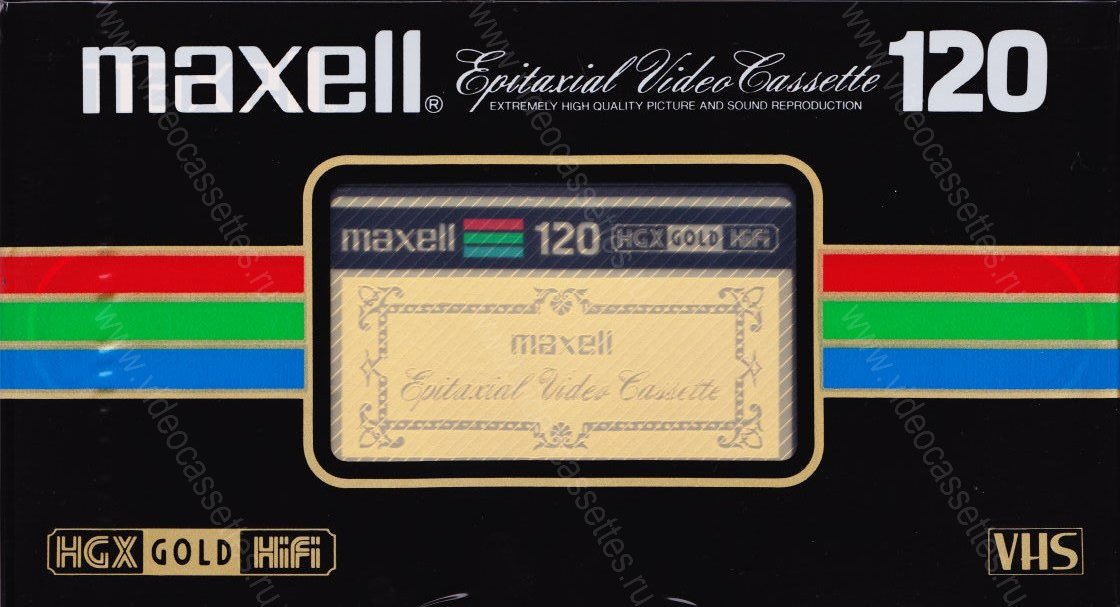 maxell® Epitaxial Video Cassette 120
EXTREMELY HIGH QUALITY PICTURE AND SOUND REPRODUCTION
maxell 120 HGX GOLD HiFi
maxell
Epitaxial Video Cassette
HGX GOLD HiFi
VHS
www.videocassettes.ru